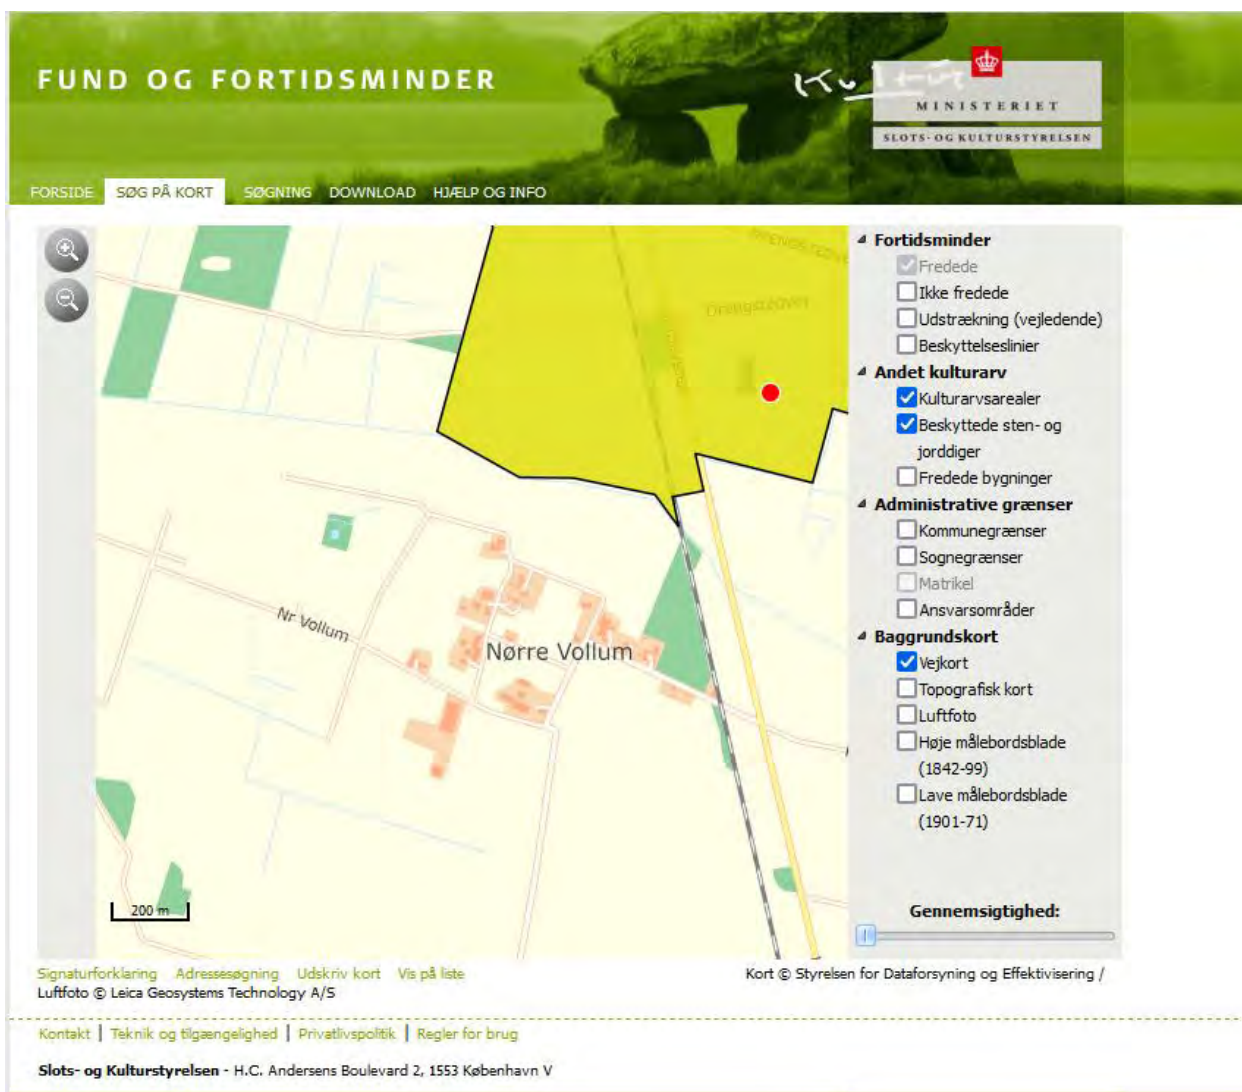 FUND OG FORTIDSMINDER
Kultur
MINISTERIET
SLOTS- OG KULTURSTYRELSEN
FORSIDE SØG PÅ KORT SØGNING DOWNLOAD HJÆLP OG INFO
Fortidsminder
Fredede
Ikke fredede
Udstrækning (vejledende)
Beskyttelseslinier
Andet kulturarv
Kulturarvsarealer
Beskyttede sten- og
jorddiger
Fredede bygninger
Administrative grænser
Kommunegrænser
Sognegrænser
Matrikel
Ansvarsområder
Baggrundskort
Vejkort
Topografisk kort
Luftfoto
Høje målebordsblade
(1842-99)
Lave målebordsblade
(1901-71)
Gennemsigtighed:
Nr Vollum
Nørre Vollum
200 m
Signaturforklaring Adressesøgning Udskriv kort Vis på liste
Kort © Styrelsen for Dataforsyning og Effektivisering /
Luftfoto © Leica Geosystems Technology A/S
Kontakt | Teknik og tilgængelighed | Privatlivspolitik | Regler for brug
Slots- og Kulturstyrelsen - H.C. Andersens Boulevard 2, 1553 København V